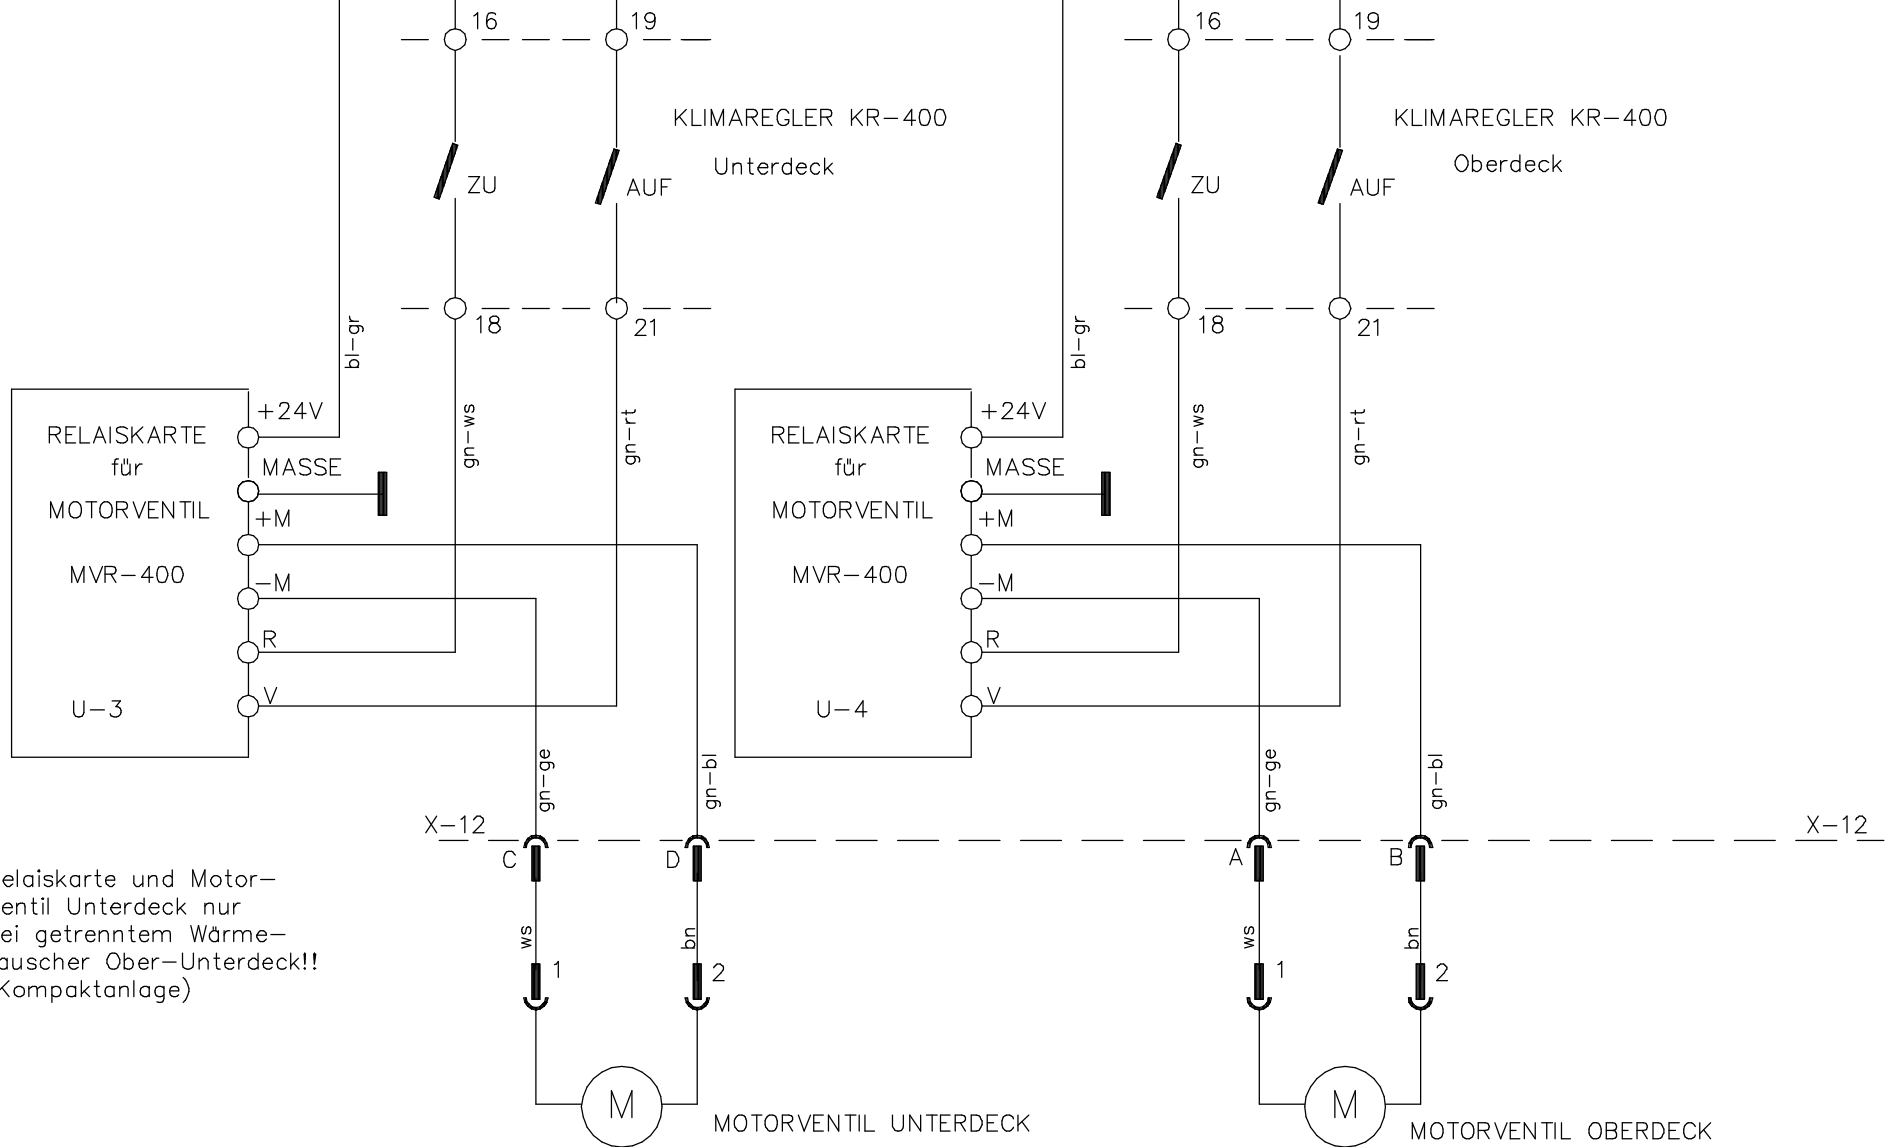 16
19
16
19
KLIMAREGLER KR-400
Unterdeck
KLIMAREGLER KR-400
Oberdeck
ZU
AUF
ZU
AUF
18
21
18
21
bl-gr
gn-ws
gn-rt
bl-gr
gn-ws
gn-rt
RELAISKARTE
für
MOTORVENTIL
MVR-400
U-3
+24V
MASSE
+M
-M
R
V
RELAISKARTE
für
MOTORVENTIL
MVR-400
U-4
+24V
MASSE
+M
-M
R
V
gn-ge
gn-bl
gn-ge
gn-bl
X-12
X-12
C
D
A
B
elaiskarte und Motor-
entil Unterdeck nur
ei getrenntem Wärme-
auscher Ober-Unterdeck!!
Kompaktanlage)
ws
bn
ws
bn
1
2
1
2
M
MOTORVENTIL UNTERDECK
M
MOTORVENTIL OBERDECK